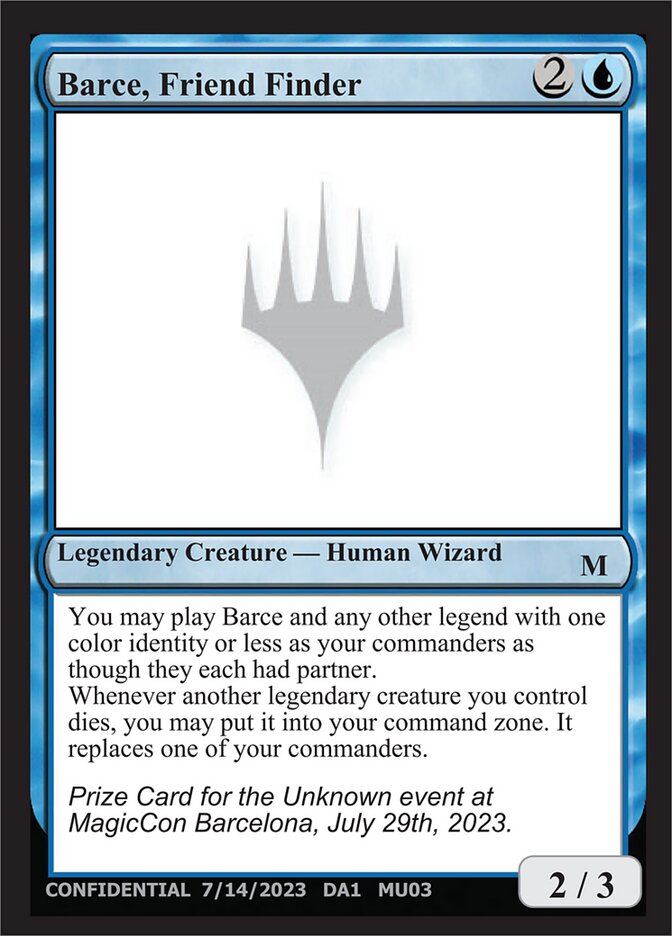 Barce, Friend Finder 2
Legendary Creature — Human Wizard
M
You may play Barce and any other legend with one
color identity or less as your commanders as
though they each had partner.
Whenever another legendary creature you control
dies, you may put it into your command zone. It
replaces one of your commanders.
Prize Card for the Unknown event at
MagicCon Barcelona, July 29th, 2023.
CONFIDENTIAL 7/14/2023 DA1 MU03
2 / 3